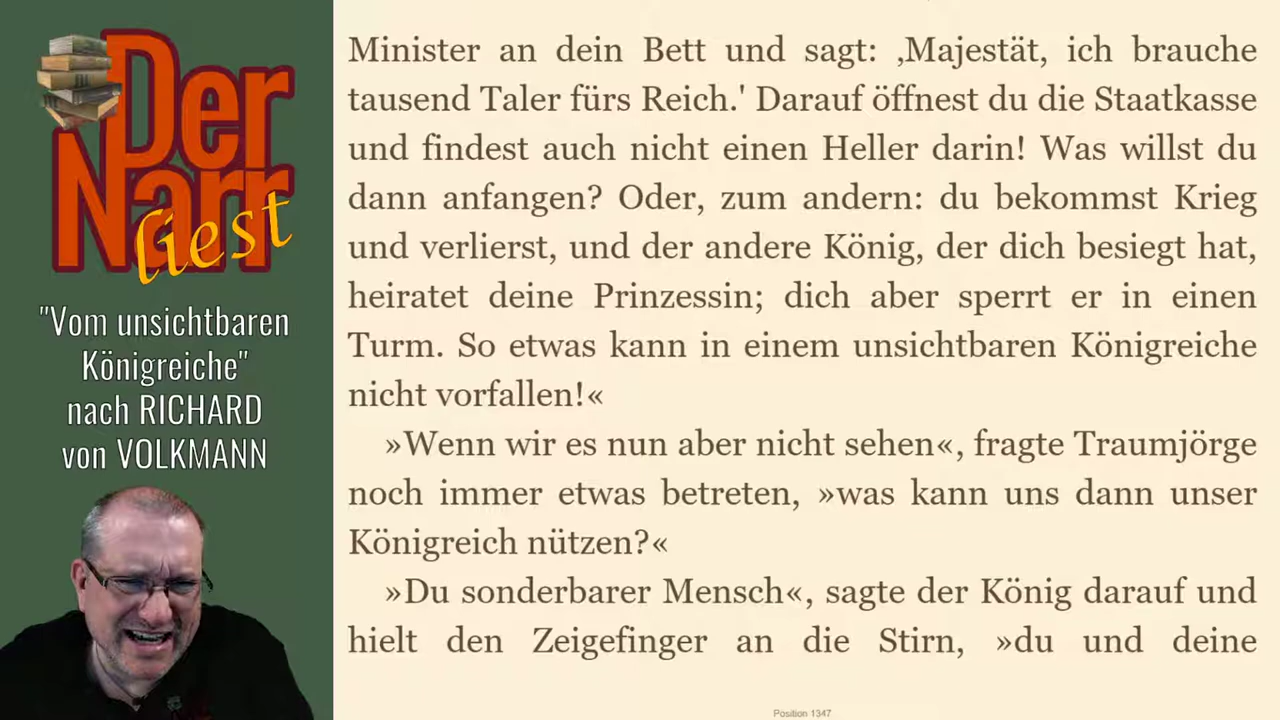 Der
Narr
liest
"Vom unsichtbaren
Königreiche"
nach RICHARD
von VOLKMANN
Minister an dein Bett und sagt: ‚Majestät, ich brauche
tausend Taler fürs Reich.' Darauf öffnest du die Staatkasse
und findest auch nicht einen Heller darin! Was willst du
dann anfangen? Oder, zum andern: du bekommst Krieg
und verlierst, und der andere König, der dich besiegt hat,
heiratet deine Prinzessin; dich aber sperrt er in einen
Turm. So etwas kann in einem unsichtbaren Königreiche
nicht vorfallen!«
»Wenn wir es nun aber nicht sehen«, fragte Traumjörge
noch immer etwas betreten, »was kann uns dann unser
Königreich nützen?«
»Du sonderbarer Mensch«, sagte der König darauf und
hielt den Zeigefinger an die Stirn, »du und deine
Position 1347